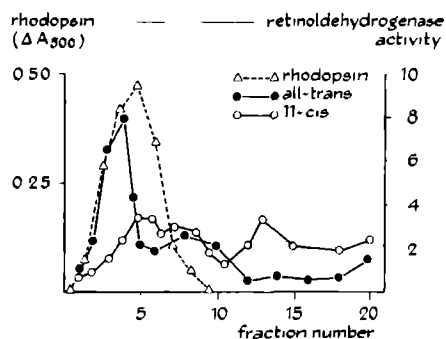 rhodopsin — — — retinoldehydrogenase
(ΔA500) activity
0 50 10
rhodopsin
all-trans
11-cis
8
6
0 25
4
2
5 10 15 20
fraction number